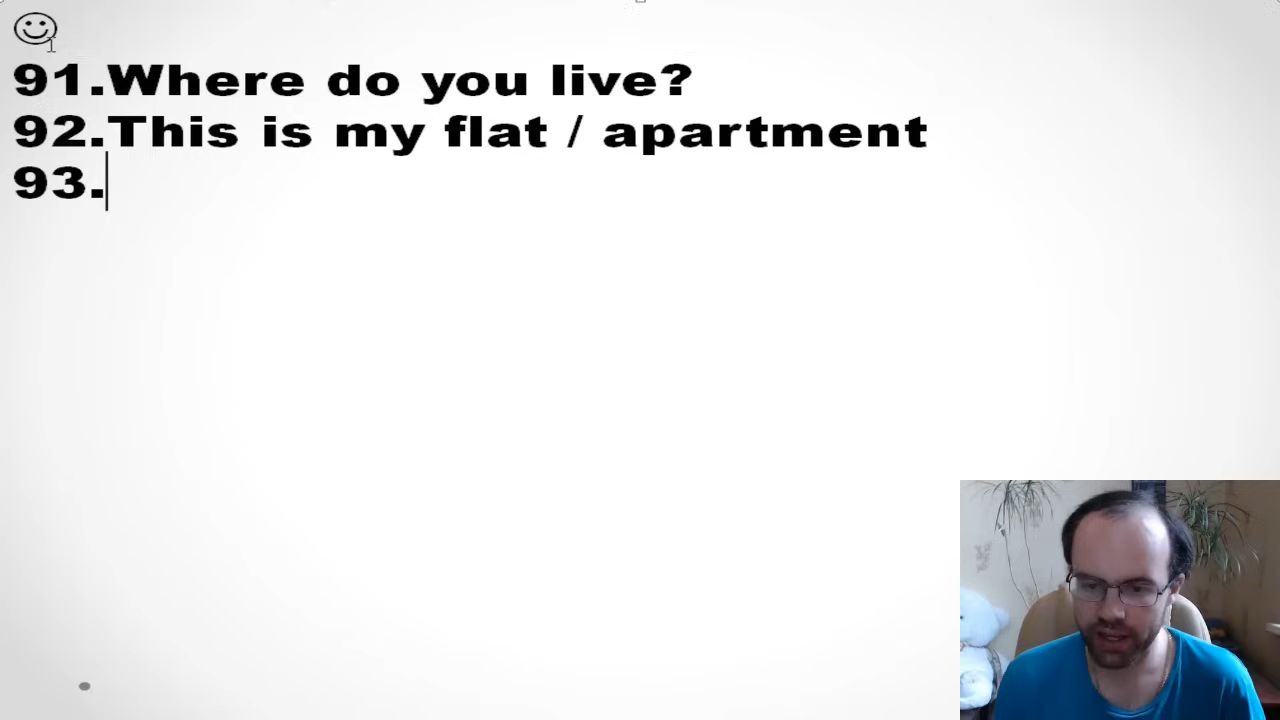 ☺
91.Where do you live?
92.This is my flat / apartment
93.